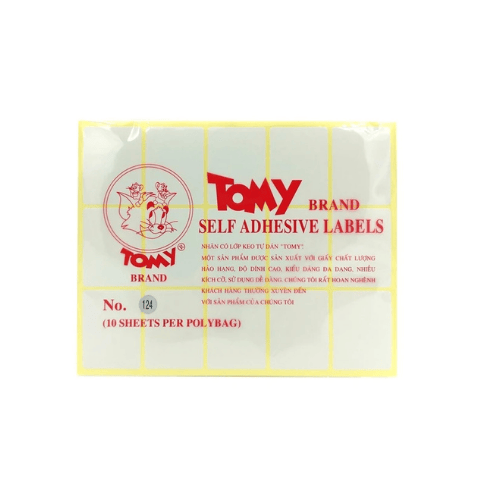 TOMY BRAND
SELF ADHESIVE LABELS
NHÃN CÓ LỚP KEO TỰ DÁN "TOMY".
MỘT SẢN PHẨM ĐƯỢC SẢN XUẤT VỚI GIẤY CHẤT LƯỢNG
HẢO HẠNG, ĐỘ DÍNH CAO, KIỂU DÁNG ĐA DẠNG, NHIỀU
KÍCH CỠ, SỬ DỤNG DỄ DÀNG, CHÚNG TÔI RẤT HOAN NGHÊNH
KHÁCH HÀNG THƯỜNG XUYÊN ĐẾN
VỚI SẢN PHẨM CỦA CHÚNG TÔI
TOMY ®
BRAND
No. 124
(10 SHEETS PER POLYBAG)